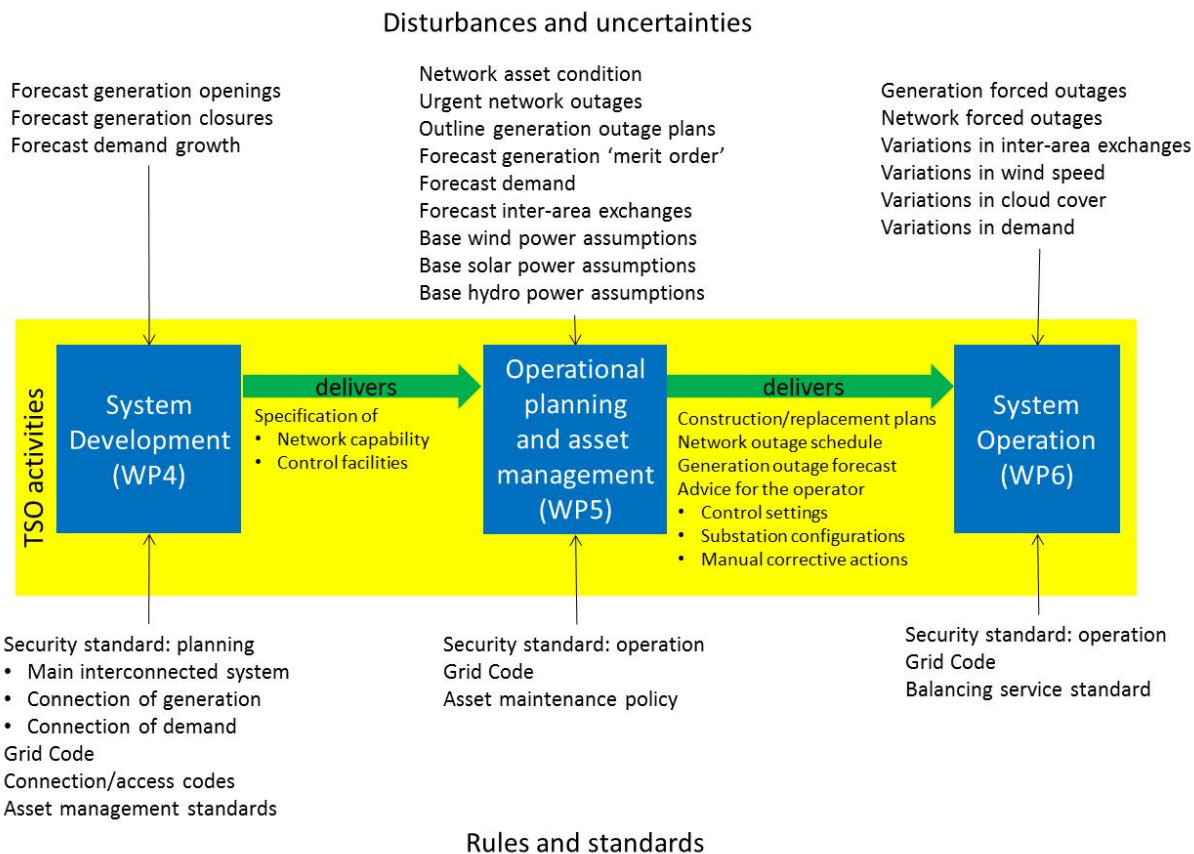 Disturbances and uncertainties
Forecast generation openings
Forecast generation closures
Forecast demand growth
Network asset condition
Urgent network outages
Outline generation outage plans
Forecast generation ‘merit order’
Forecast demand
Forecast inter-area exchanges
Base wind power assumptions
Base solar power assumptions
Base hydro power assumptions
Generation forced outages
Network forced outages
Variations in inter-area exchanges
Variations in wind speed
Variations in cloud cover
Variations in demand
TSO activities
System
Development
(WP4)
delivers
Specification of
• Network capability
• Control facilities
Operational
planning
and asset
management
(WP5)
delivers
Construction/replacement plans
Network outage schedule
Generation outage forecast
Advice for the operator
• Control settings
• Substation configurations
• Manual corrective actions
System
Operation
(WP6)
Security standard: planning
• Main interconnected system
• Connection of generation
• Connection of demand
Grid Code
Connection/access codes
Asset management standards
Security standard: operation
Grid Code
Asset maintenance policy
Security standard: operation
Grid Code
Balancing service standard
Rules and standards